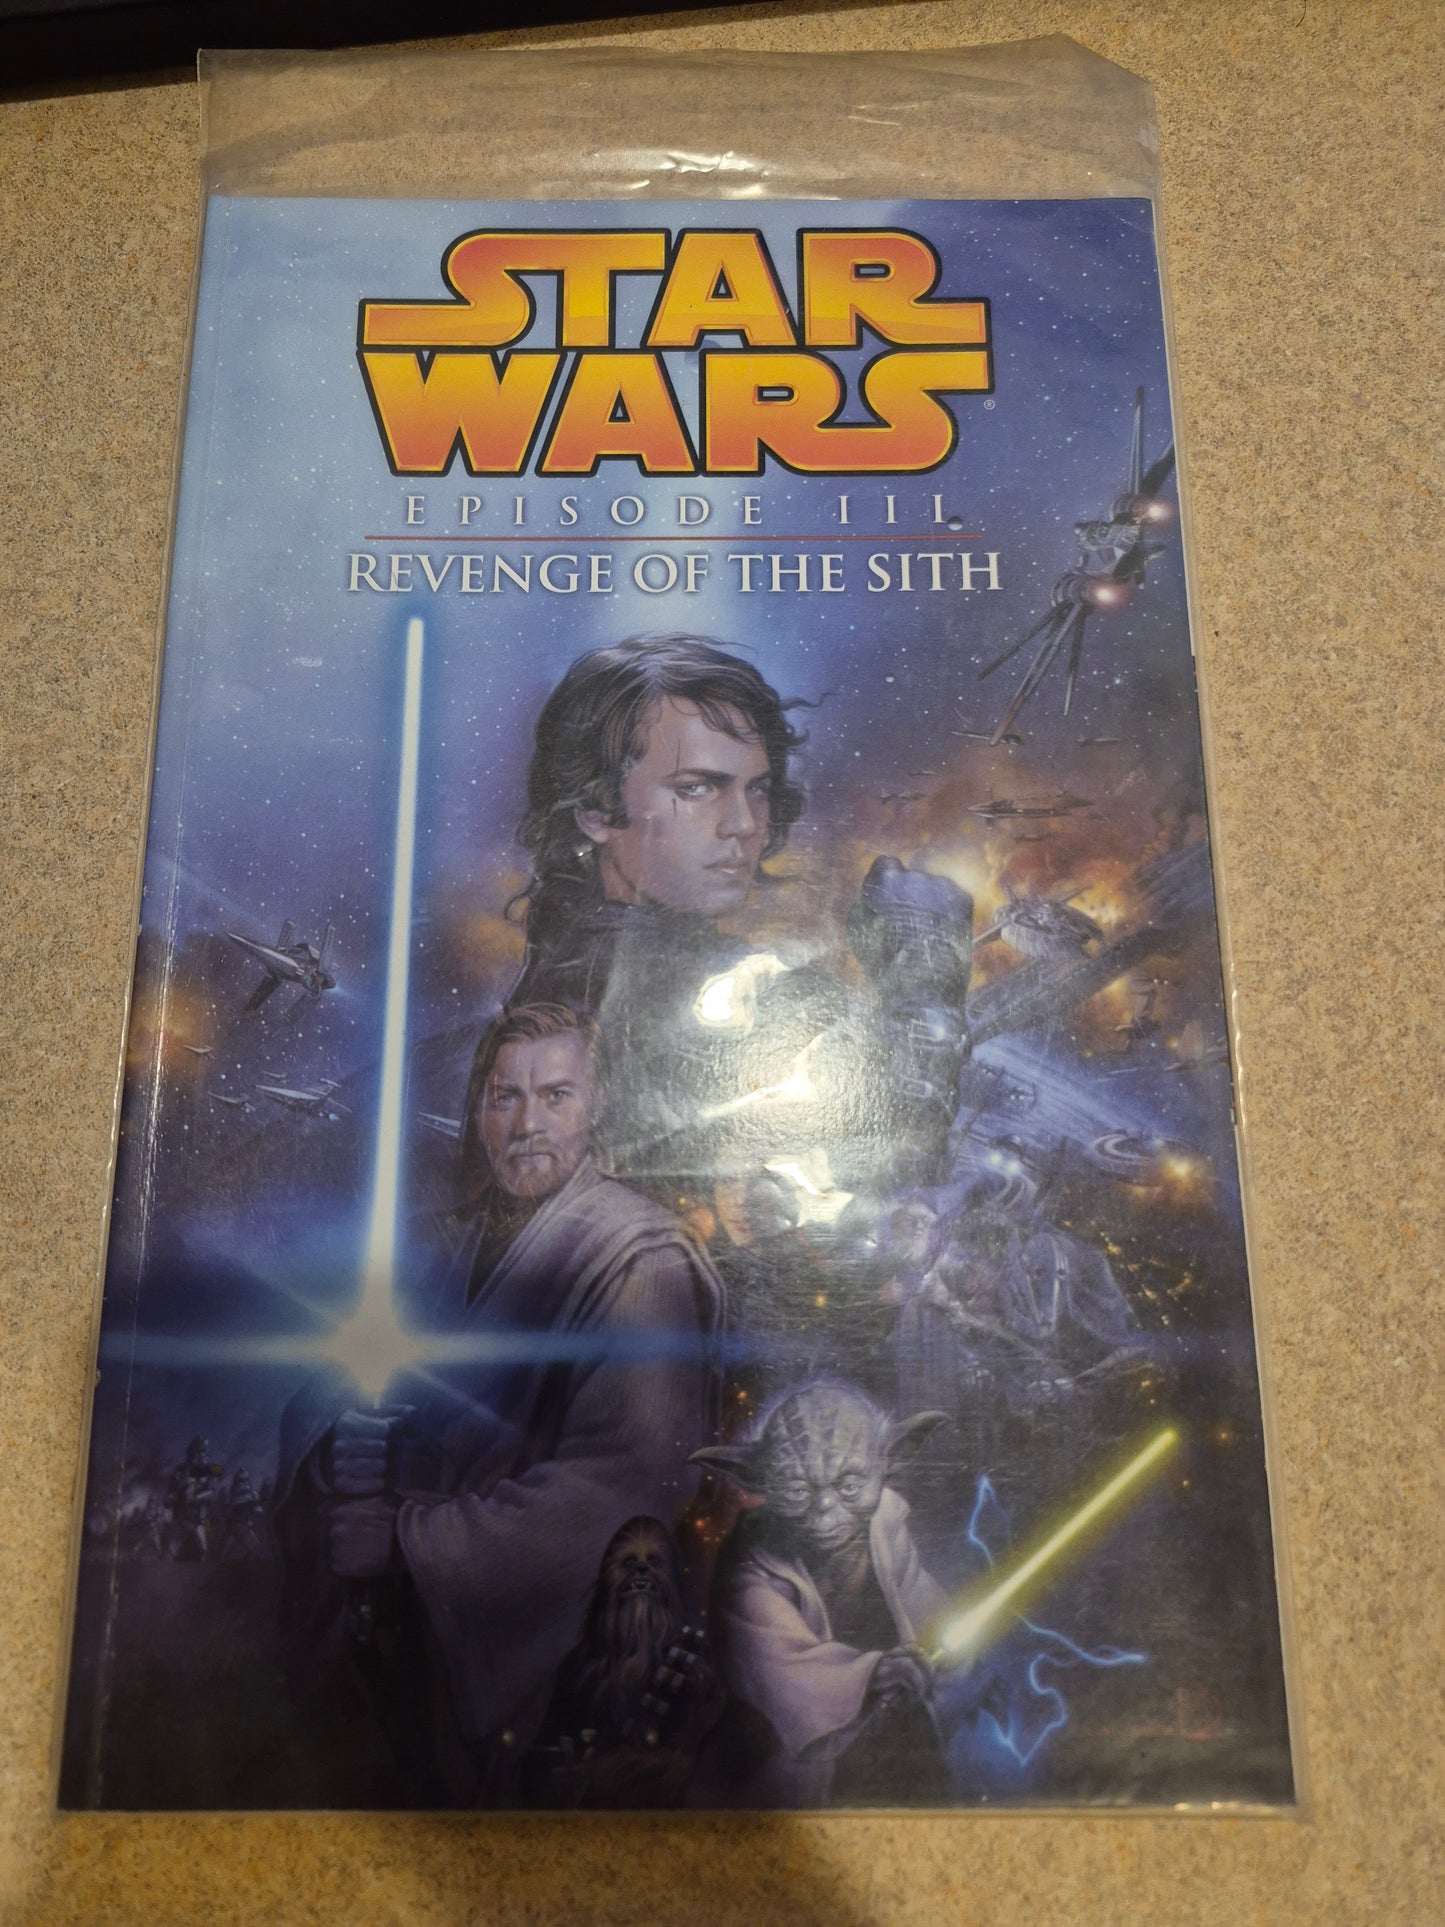 STAR
WARS®
EPISODE III
REVENGE OF THE SITH